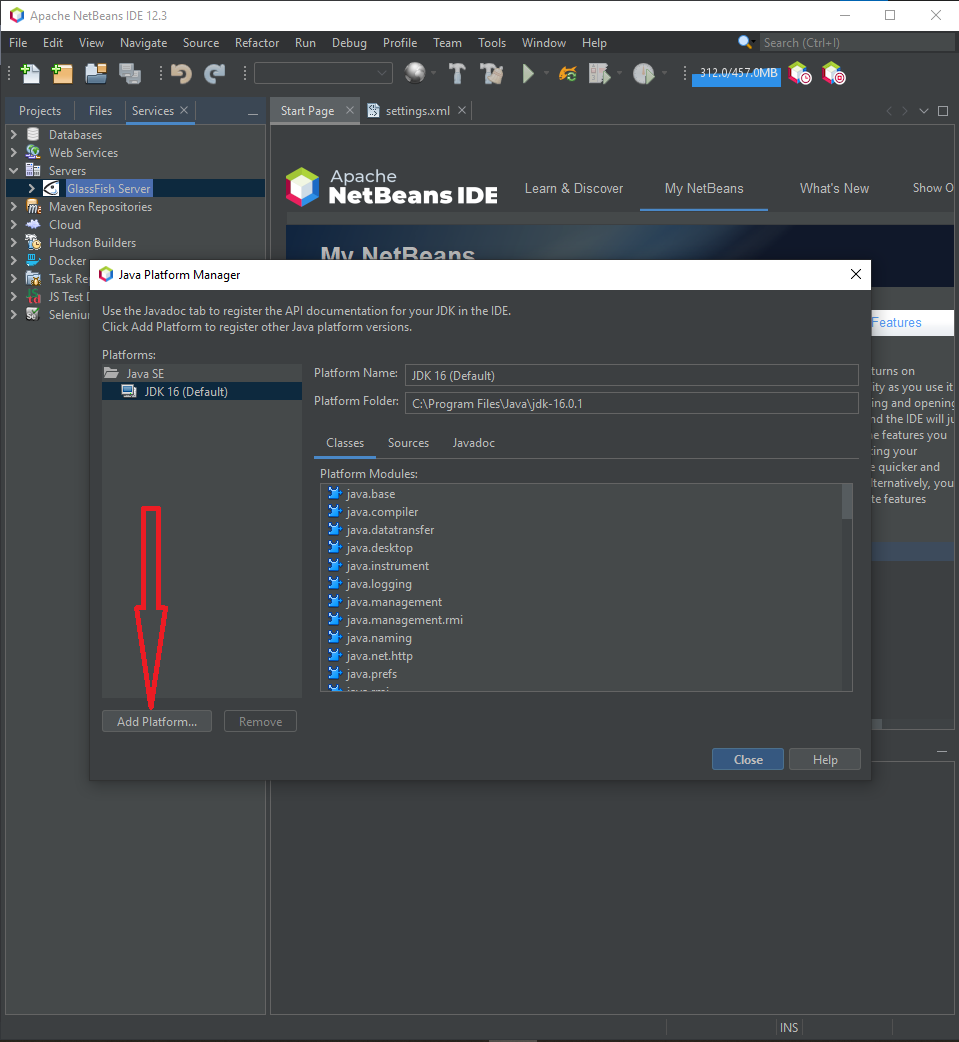 Apache NetBeans IDE 12.3
File Edit View Navigate Source Refactor Run Debug Profile Team Tools Window Help Search (Ctrl+I)
312.0/457.0MB
Projects Files Services Start Page settings.xml
Databases
Web Services
Servers
GlassFish Server
Maven Repositories
Cloud
Hudson Builders
Docker
Task Re
JS Test
Seleniu
Apache
NetBeans IDE
Learn & Discover My NetBeans What's New Show O
My NetBeans
Java Platform Manager
Use the Javadoc tab to register the API documentation for your JDK in the IDE.
Click Add Platform to register other Java platform versions.
Platforms:
Java SE
JDK 16 (Default)
Platform Name: JDK 16 (Default)
Platform Folder: C:\Program Files\Java\jdk-16.0.1
Classes Sources Javadoc
Platform Modules:
java.base
java.compiler
java.datatransfer
java.desktop
java.instrument
java.logging
java.management
java.management.rmi
java.naming
java.net.http
java.prefs
Add Platform... Remove
Close Help
Features
turns on
ity as you use it
ing and opening
nd the IDE will ju
e features you
ting your
e quicker and
lternatively, you
te features
INS